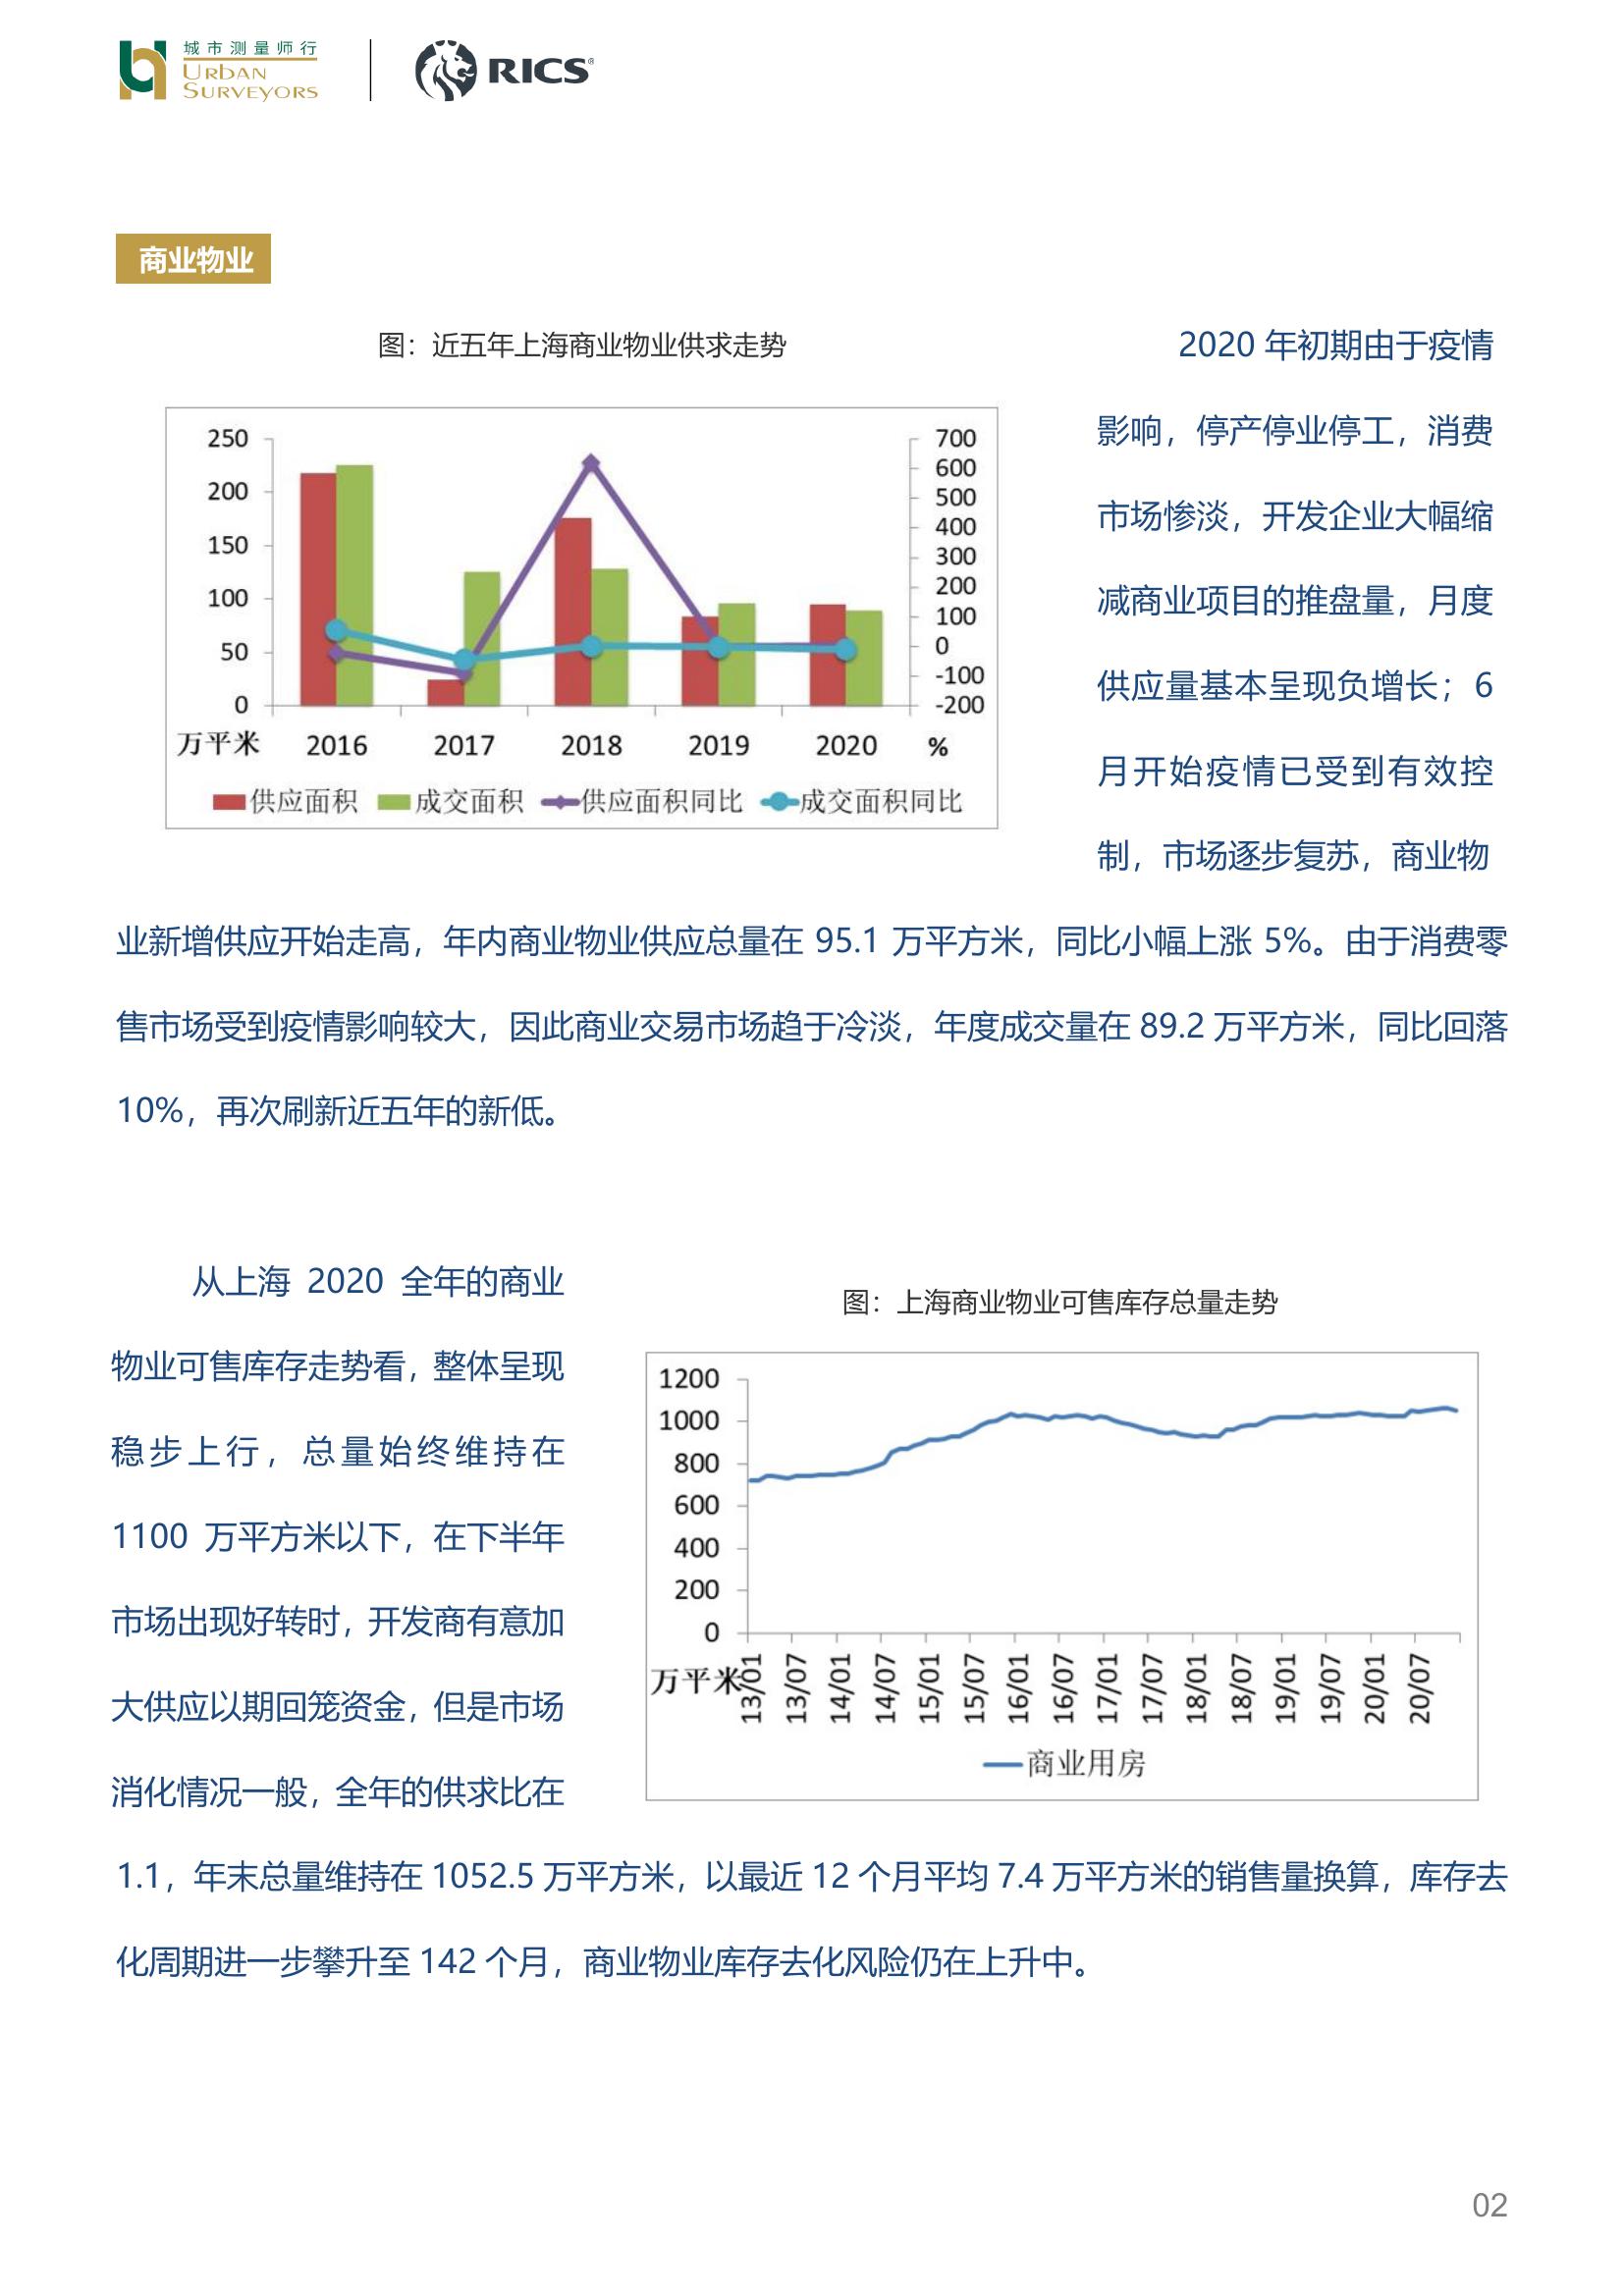 城市测量师行
URBAN
SURVEYORS
RICS®
商业物业
图：近五年上海商业物业供求走势
250
200
150
100
50
0
700
600
500
400
300
200
100
0
-100
-200
万平米 2016 2017 2018 2019 2020 %
供应面积 成交面积 供应面积同比 成交面积同比
2020 年初期由于疫情
影响，停产停业停工，消费
市场惨淡，开发企业大幅缩
减商业项目的推盘量，月度
供应量基本呈现负增长；6
月开始疫情已受到有效控
制，市场逐步复苏，商业物
业新增供应开始走高，年内商业物业供应总量在 95.1 万平方米，同比小幅上涨 5%。由于消费零
售市场受到疫情影响较大，因此商业交易市场趋于冷淡，年度成交量在 89.2 万平方米，同比回落
10%，再次刷新近五年的新低。
从上海 2020 全年的商业
物业可售库存走势看，整体呈现
稳步上行，总量始终维持在
1100 万平方米以下，在下半年
市场出现好转时，开发商有意加
大供应以期回笼资金，但是市场
消化情况一般，全年的供求比在
图：上海商业物业可售库存总量走势
1200
1000
800
600
400
200
0
万平米
13/01 13/07 14/01 14/07 15/01 15/07 16/01 16/07 17/01 17/07 18/01 18/07 19/01 19/07 20/01 20/07
商业用房
1.1，年末总量维持在 1052.5 万平方米，以最近 12 个月平均 7.4 万平方米的销售量换算，库存去
化周期进一步攀升至 142 个月，商业物业库存去化风险仍在上升中。
02